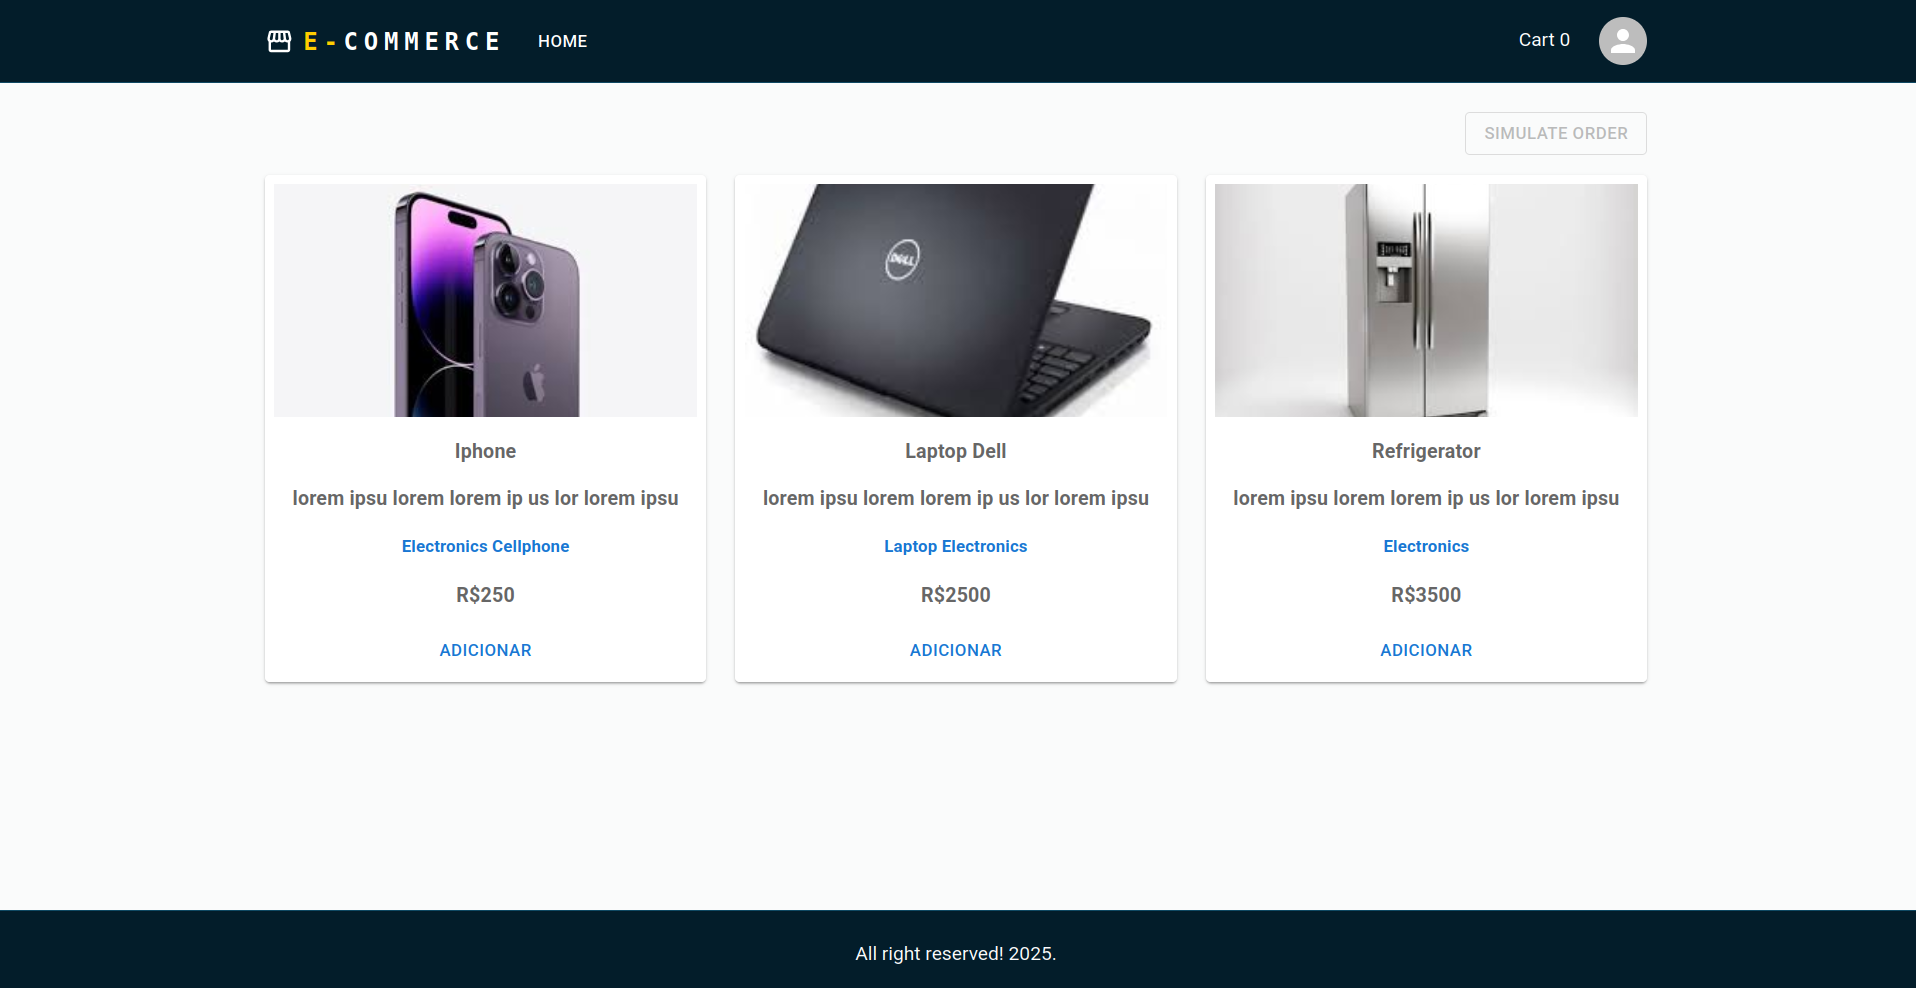 E-COMMERCE HOME Cart 0
SIMULATE ORDER
DELL
Iphone
lorem ipsu lorem lorem ip us lor lorem ipsu
Electronics Cellphone
R$250
ADICIONAR
Laptop Dell
lorem ipsu lorem lorem ip us lor lorem ipsu
Laptop Electronics
R$2500
ADICIONAR
Refrigerator
lorem ipsu lorem lorem ip us lor lorem ipsu
Electronics
R$3500
ADICIONAR
All right reserved! 2025.